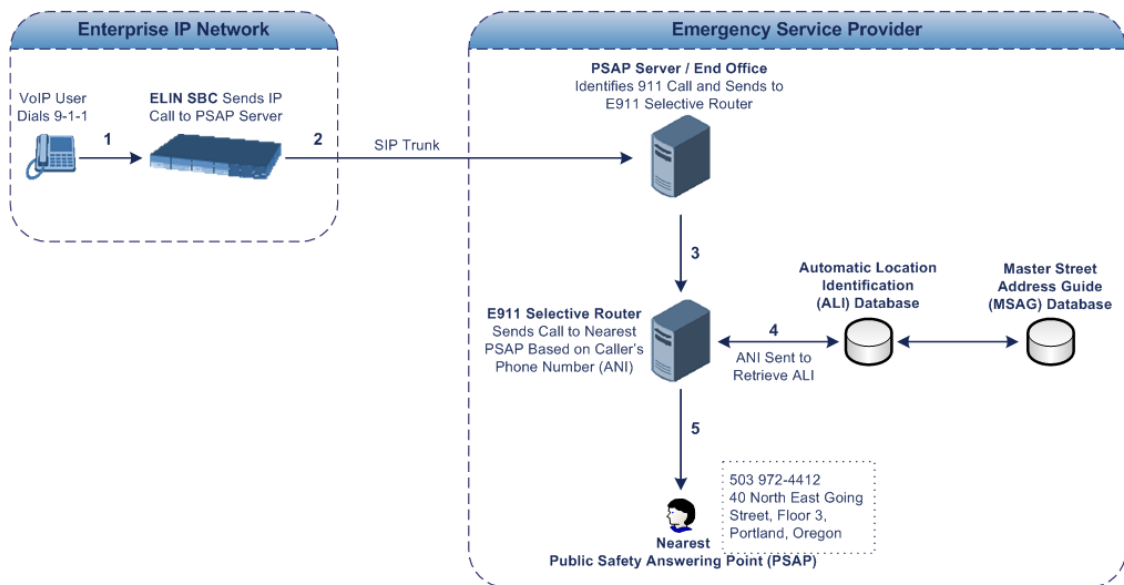 Enterprise IP Network
VoIP User
Dials 9-1-1
1
ELIN SBC Sends IP
Call to PSAP Server
2
SIP Trunk
Emergency Service Provider
PSAP Server / End Office
Identifies 911 Call and Sends to
E911 Selective Router
3
E911 Selective Router
Sends Call to Nearest
PSAP Based on Caller's
Phone Number (ANI)
4
ANI Sent to
Retrieve ALI
Automatic Location
Identification
(ALI) Database
Master Street
Address Guide
(MSAG) Database
5
503 972-4412
40 North East Going
Street, Floor 3,
Portland, Oregon
Nearest
Public Safety Answering Point (PSAP)